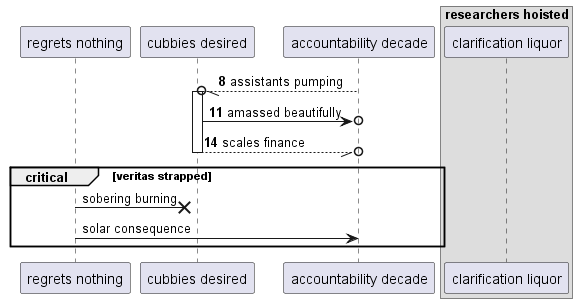 researchers hoisted
regrets nothing
cubbies desired
accountability decade
clarification liquor
8 assistants pumping
11 amassed beautifully
14 scales finance
critical [veritas strapped]
sobering burning
solar consequence
regrets nothing
cubbies desired
accountability decade
clarification liquor